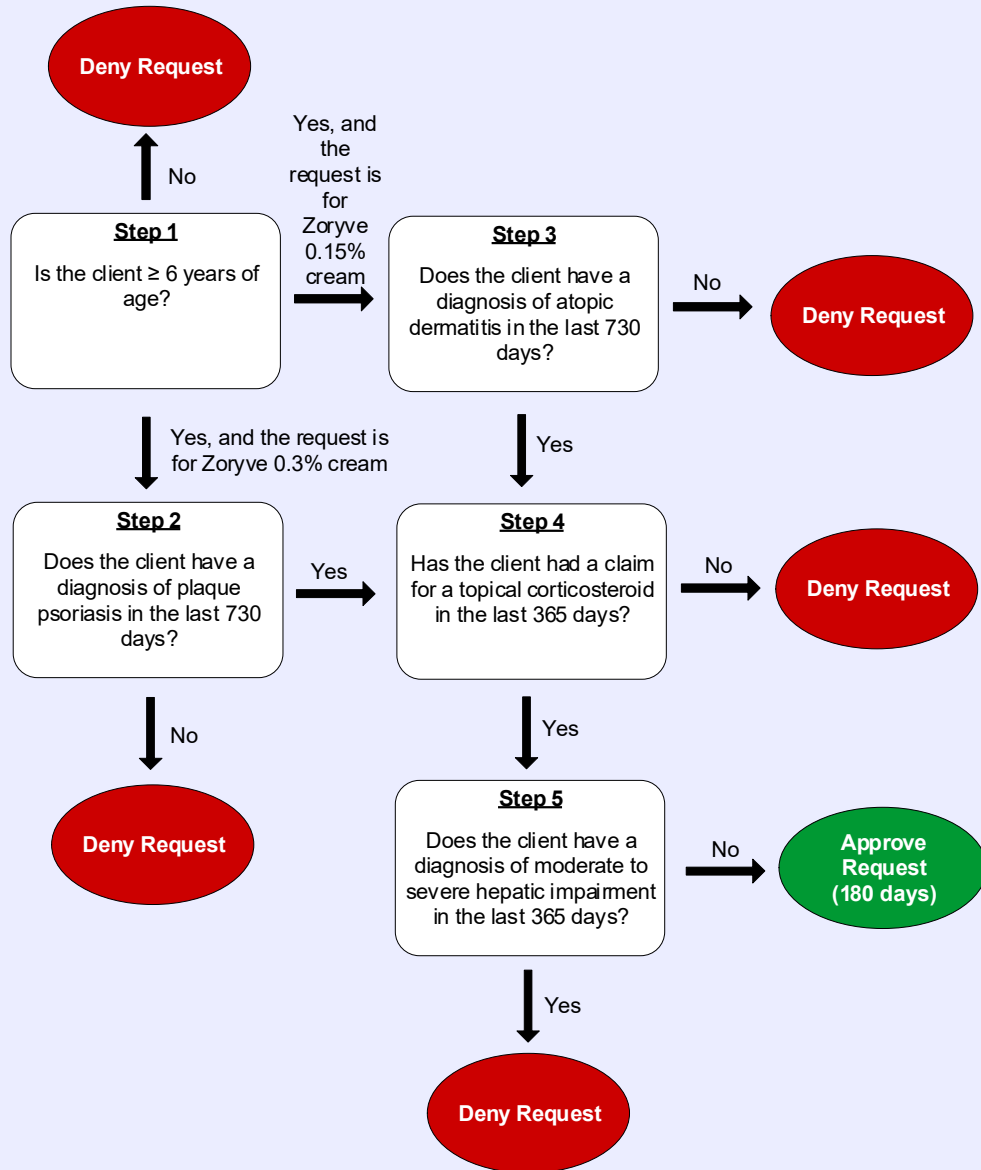 Deny Request
No
Yes, and
the
request is
for
Zoryve
0.15%
cream
Step 1
Is the client ≥ 6 years of
age?
Step 3
Does the client have a
diagnosis of atopic
dermatitis in the last 730
days?
No
Deny Request
Yes, and the request is
for Zoryve 0.3% cream
Yes
Step 2
Does the client have a
diagnosis of plaque
psoriasis in the last 730
days?
Yes
Step 4
Has the client had a claim
for a topical corticosteroid
in the last 365 days?
No
Deny Request
No
Deny Request
Yes
Step 5
Does the client have a
diagnosis of moderate to
severe hepatic impairment
in the last 365 days?
No
Approve
Request
(180 days)
Yes
Deny Request